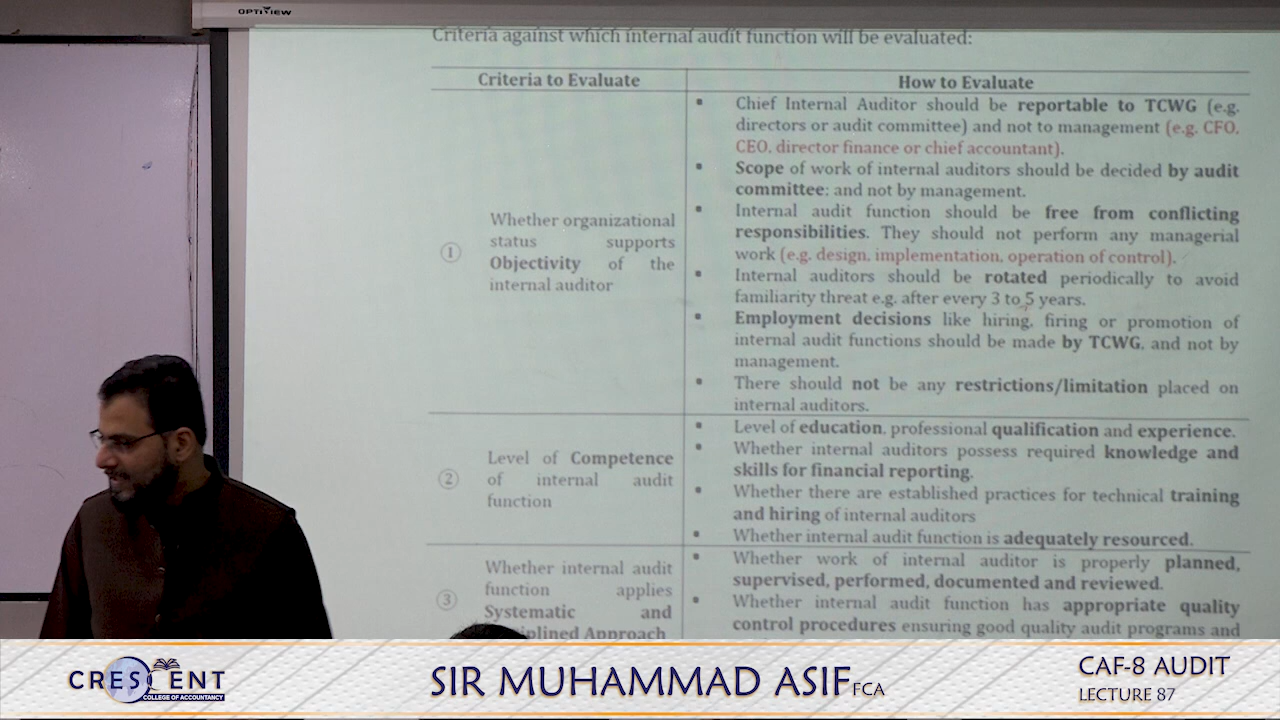 OPTIVIEW
Criteria against which internal audit function will be evaluated:
Criteria to Evaluate
How to Evaluate
①
Whether organizational
status supports
Objectivity of the
internal auditor
▪ Chief Internal Auditor should be reportable to TCWG (e.g.
directors or audit committee) and not to management (e.g. CFO,
CEO, director finance or chief accountant).
▪ Scope of work of internal auditors should be decided by audit
committee; and not by management.
▪ Internal audit function should be free from conflicting
responsibilities. They should not perform any managerial
work (e.g. design, implementation, operation of control).
▪ Internal auditors should be rotated periodically to avoid
familiarity threat e.g. after every 3 to 5 years.
▪ Employment decisions like hiring, firing or promotion of
internal audit functions should be made by TCWG, and not by
management.
▪ There should not be any restrictions/limitation placed on
internal auditors.
②
Level of Competence
of internal audit
function
▪ Level of education, professional qualification and experience.
▪ Whether internal auditors possess required knowledge and
skills for financial reporting.
▪ Whether there are established practices for technical training
and hiring of internal auditors
▪ Whether internal audit function is adequately resourced.
③
Whether internal audit
function applies
Systematic and
plined Approach
▪ Whether work of internal auditor is properly planned,
supervised, performed, documented and reviewed.
▪ Whether internal audit function has appropriate quality
control procedures ensuring good quality audit programs and
CRESCENT
COLLEGE OF ACCOUNTANCY
SIR MUHAMMAD ASIF FCA
CAF-8 AUDIT
LECTURE 87